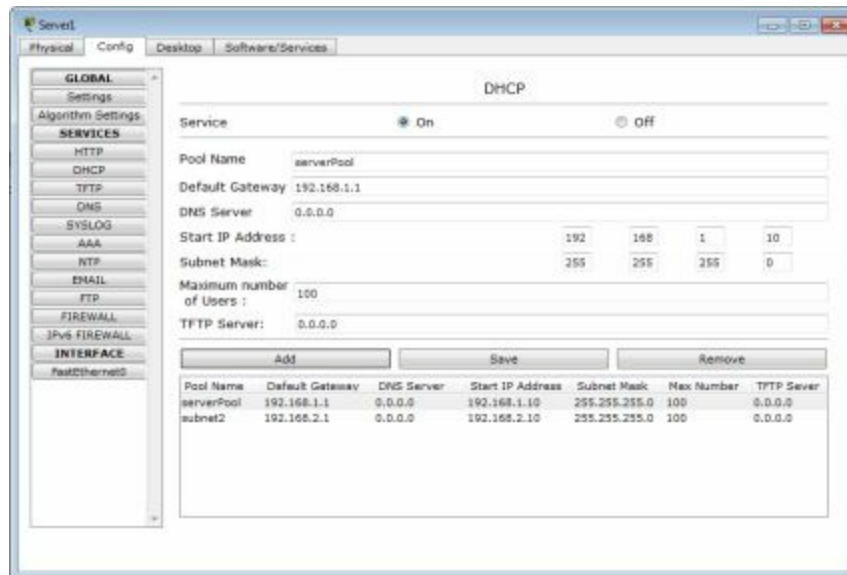 Server1
Physical Config Desktop Software/Services
GLOBAL
Settings
Algorithm Settings
SERVICES
HTTP
DHCP
TFTP
DNS
SYSLOG
AAA
NTP
EMAIL
FTP
FIREWALL
IPv6 FIREWALL
INTERFACE
FastEthernet0
DHCP
Service On Off
Pool Name serverPool
Default Gateway 192.168.1.1
DNS Server 0.0.0.0
Start IP Address : 192 168 1 10
Subnet Mask: 255 255 255 0
Maximum number
of Users : 100
TFTP Server: 0.0.0.0
Add Save Remove
Pool Name Default Gateway DNS Server Start IP Address Subnet Mask Max Number TFTP Sever
serverPool 192.168.1.1 0.0.0.0 192.168.1.10 255.255.255.0 100 0.0.0.0
subnet2 192.168.2.1 0.0.0.0 192.168.2.10 255.255.255.0 100 0.0.0.0